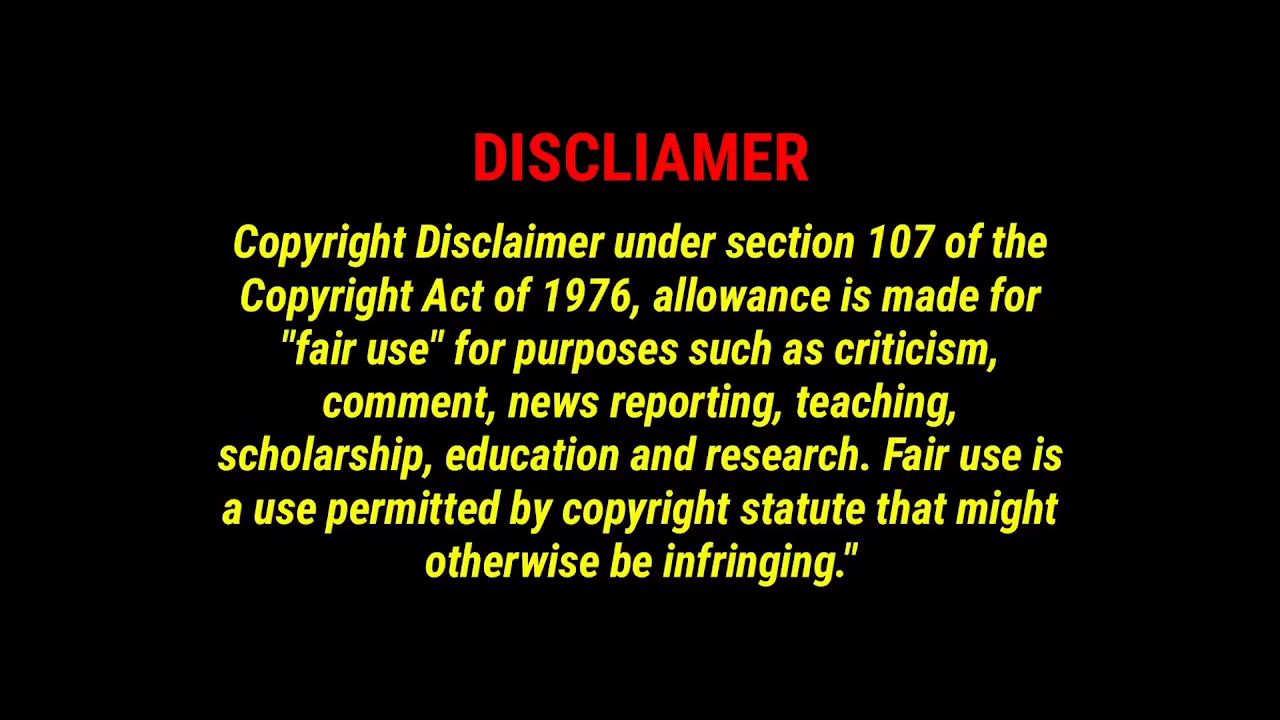 DISCLIAMER
Copyright Disclaimer under section 107 of the
Copyright Act of 1976, allowance is made for
"fair use" for purposes such as criticism,
comment, news reporting, teaching,
scholarship, education and research. Fair use is
a use permitted by copyright statute that might
otherwise be infringing."